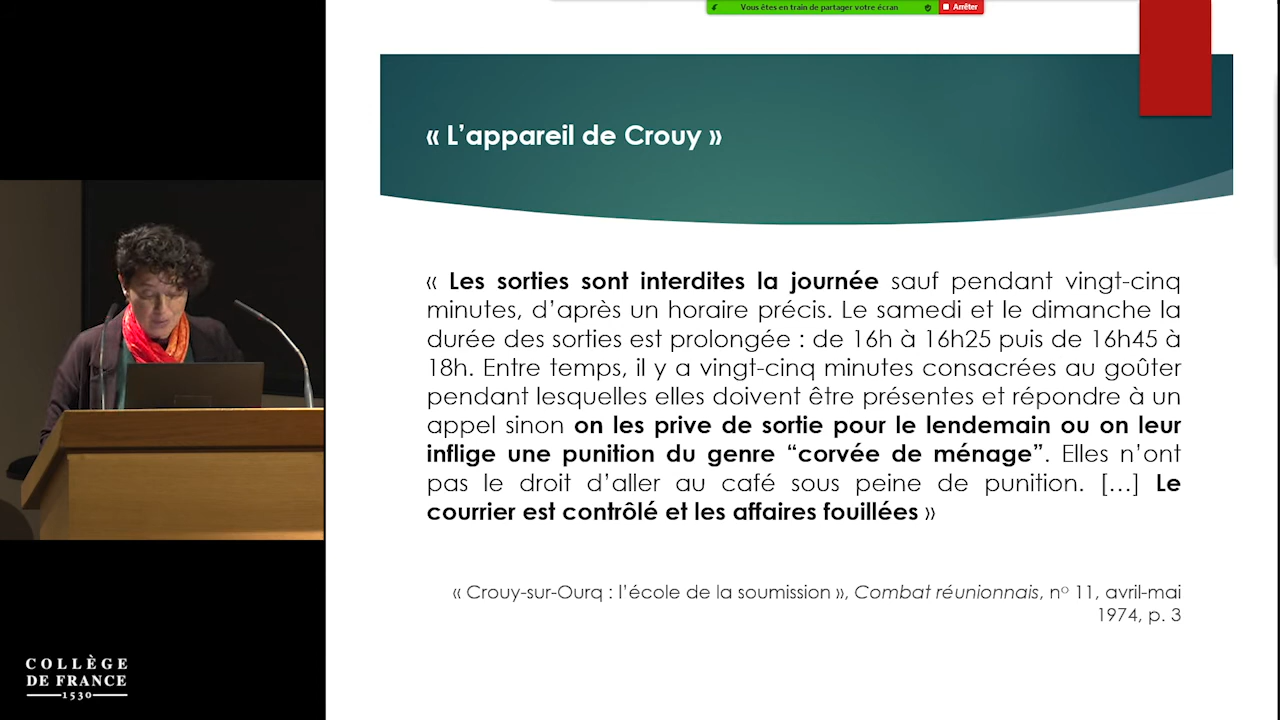 Vous êtes en train de partager votre écran
Arrêter
« L’appareil de Crouy »
« Les sorties sont interdites la journée sauf pendant vingt-cinq
minutes, d’après un horaire précis. Le samedi et le dimanche la
durée des sorties est prolongée : de 16h à 16h25 puis de 16h45 à
18h. Entre temps, il y a vingt-cinq minutes consacrées au goûter
pendant lesquelles elles doivent être présentes et répondre à un
appel sinon on les prive de sortie pour le lendemain ou on leur
inflige une punition du genre “corvée de ménage”. Elles n’ont
pas le droit d’aller au café sous peine de punition. […] Le
courrier est contrôlé et les affaires fouillées »
« Crouy-sur-Ourq : l’école de la soumission », Combat réunionnais, nº 11, avril-mai
1974, p. 3
COLLÈGE
DE FRANCE
1530